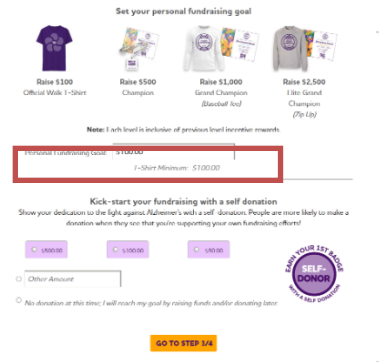 Set your personal fundraising goal
Raise $100
Official Walk T-Shirt
Raise $500
Champion
Raise $1,000
Grand Champion
(Baseball Tee)
Raise $2,500
Elite Grand
Champion
(Zip Up)
Note: Each level is inclusive of previous level incentive rewards.
Personal Fundraising Goal $100.00
T-Shirt Minimum: $100.00
Kick-start your fundraising with a self donation
Show your dedication to the fight against Alzheimer's with a self-donation. People are more likely to make a
donation when they see that you're supporting your own fundraising efforts!
$100.00
$50.00
Other Amount
No donation at this time; I will reach my goal by raising funds and/or donating later.
EARN YOUR 1ST BADGE
SELF-
DONOR
WITH A SELF DONATION
GO TO STEP 3/4